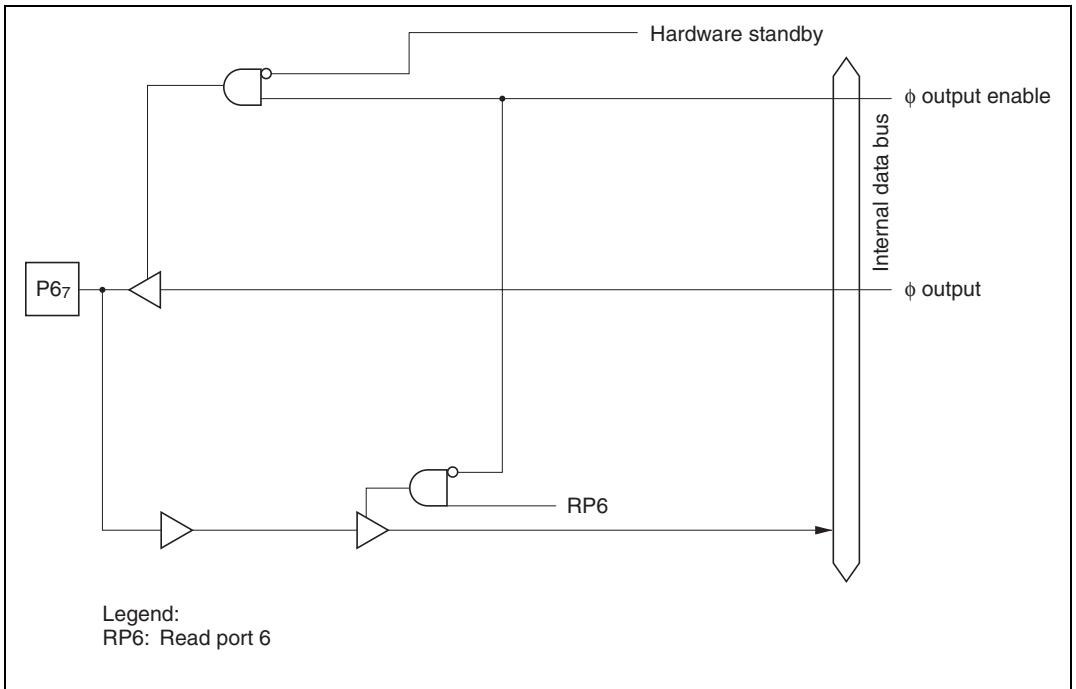 Hardware standby
ϕ output enable
Internal data bus
P6₇
ϕ output
RP6
Legend:
RP6: Read port 6